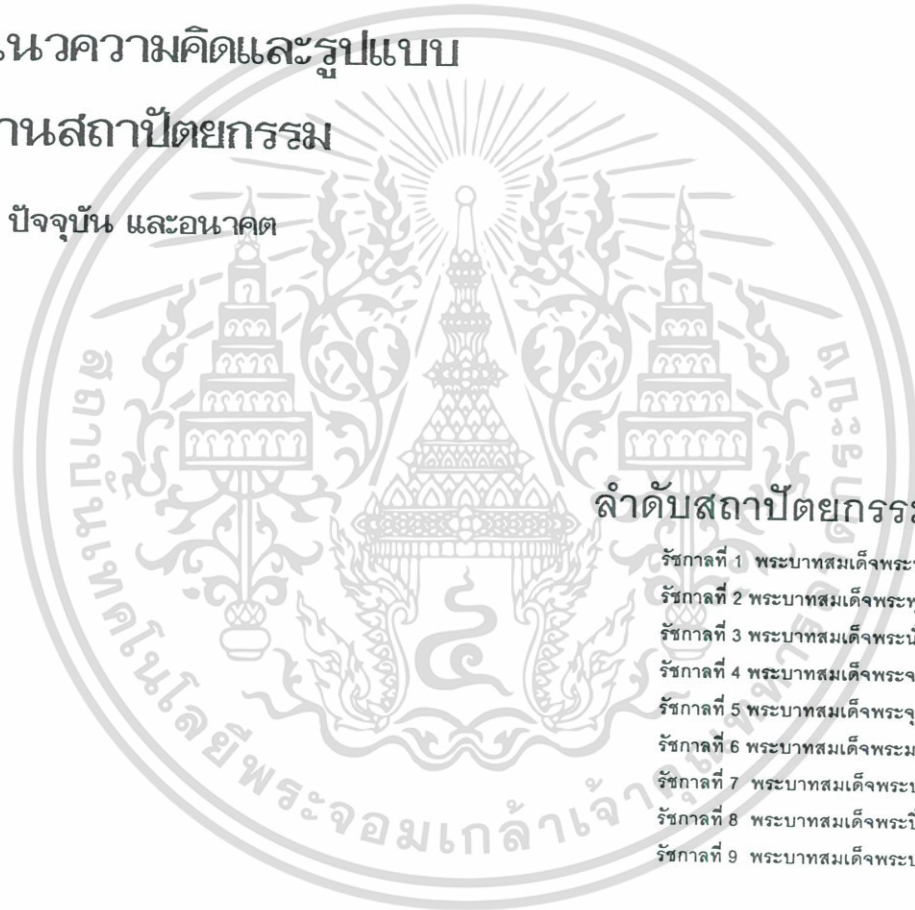 นวความคิดและรูปแบบ
านสถาปัตยกรรม
ปัจจุบัน และอนาคต
สถาบันเทคโนโลยีพระจอมเกล้าเจ้าคุณทหารลาดกระบัง
๔
ลำดับสถาปัตยกรร
รัชกาลที่ 1 พระบาทสมเด็จพระ
รัชกาลที่ 2 พระบาทสมเด็จพระพุ
รัชกาลที่ 3 พระบาทสมเด็จพระนั
รัชกาลที่ 4 พระบาทสมเด็จพระจ
รัชกาลที่ 5 พระบาทสมเด็จพระจุ
รัชกาลที่ 6 พระบาทสมเด็จพระม
รัชกาลที่ 7 พระบาทสมเด็จพระป
รัชกาลที่ 8 พระบาทสมเด็จพระป
รัชกาลที่ 9 พระบาทสมเด็จพระป